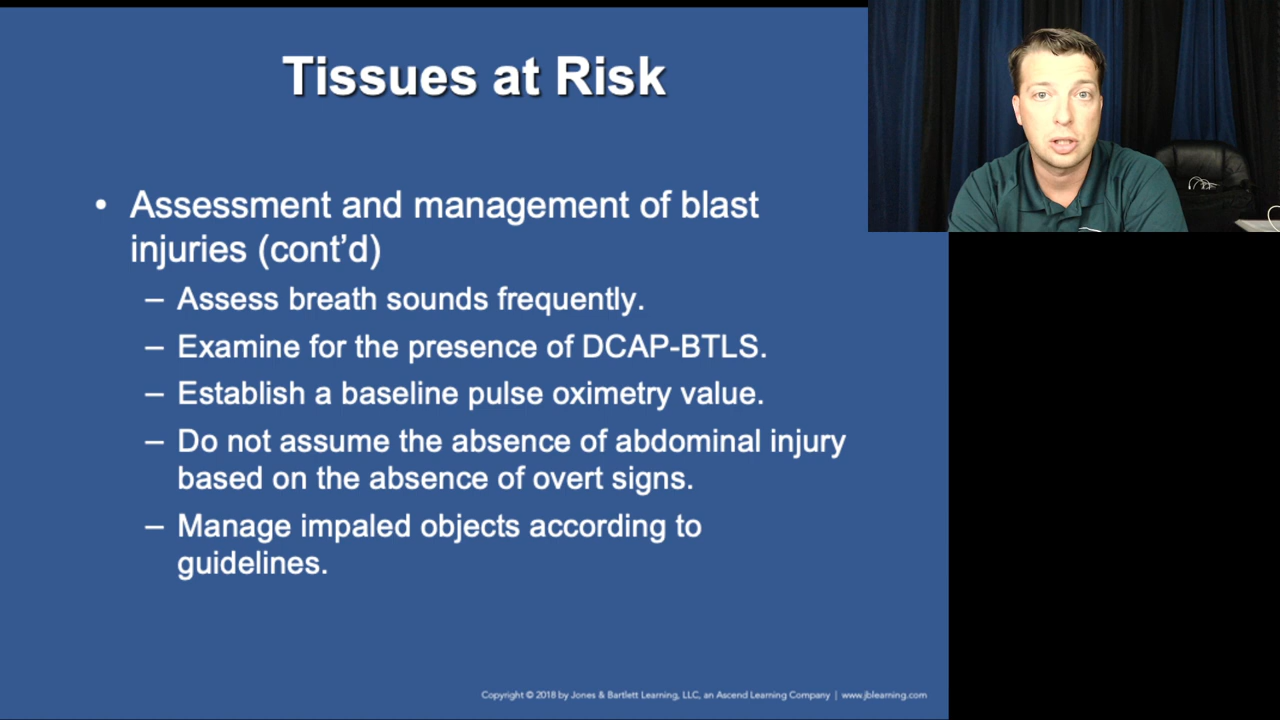 Tissues at Risk
• Assessment and management of blast
injuries (cont’d)
– Assess breath sounds frequently.
– Examine for the presence of DCAP-BTLS.
– Establish a baseline pulse oximetry value.
– Do not assume the absence of abdominal injury
based on the absence of overt signs.
– Manage impaled objects according to
guidelines.
Copyright © 2018 by Jones & Bartlett Learning, LLC, an Ascend Learning Company | www.jblearning.com